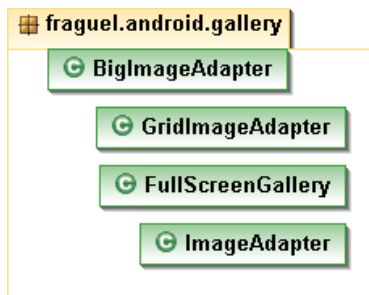 fraguel.android.gallery
BigImageAdapter
GridImageAdapter
FullScreenGallery
ImageAdapter